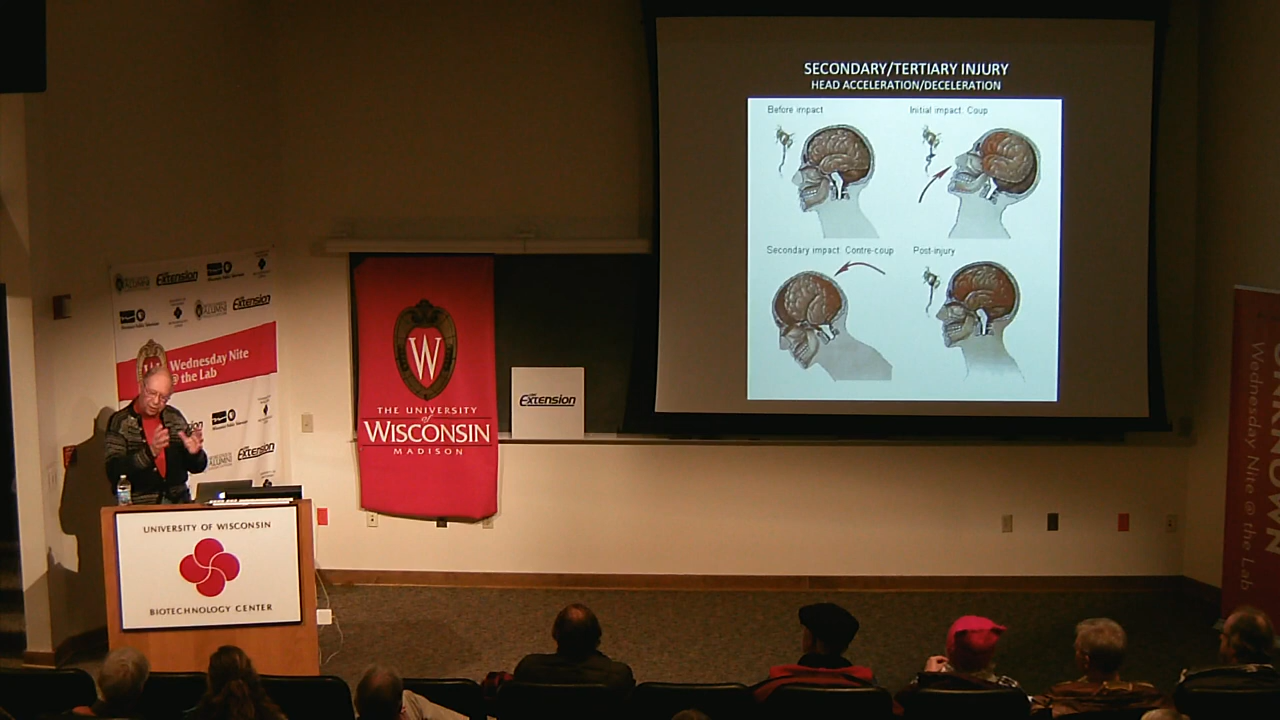 SECONDARY/TERTIARY INJURY
HEAD ACCELERATION/DECELERATION
Before impact
Initial impact. Coup
Secondary impact. Contre-coup
Post-injury
Extension
ALUMNI
Extension
Wednesday Nite
@ the Lab
Extension
ALUMNI
W
THE UNIVERSITY
of
WISCONSIN
MADISON
Extension
UNIVERSITY OF WISCONSIN
BIOTECHNOLOGY CENTER
Wednesday Nite @ the Lab